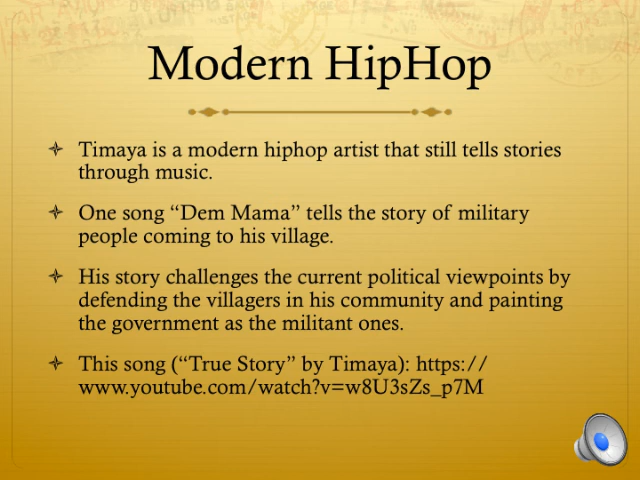 Modern HipHop
Timaya is a modern hiphop artist that still tells stories
through music.
One song “Dem Mama” tells the story of military
people coming to his village.
His story challenges the current political viewpoints by
defending the villagers in his community and painting
the government as the militant ones.
This song (“True Story” by Timaya): https://
www.youtube.com/watch?v=w8U3sZs_p7M